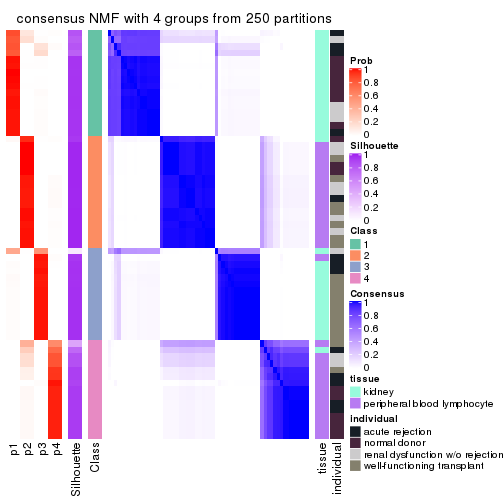 consensus NMF with 4 groups from 250 partitions
Prob
1
0.8
0.6
0.4
0.2
0
Silhouette
1
0.8
0.6
0.4
0.2
0
Class
1
2
3
4
Consensus
1
0.8
0.6
0.4
0.2
0
tissue
kidney
peripheral blood lymphocyte
individual
acute rejection
normal donor
renal dysfunction w/o rejection
well-functioning transplant
p1
p2
p3
p4
Silhouette
Class
tissue
individual